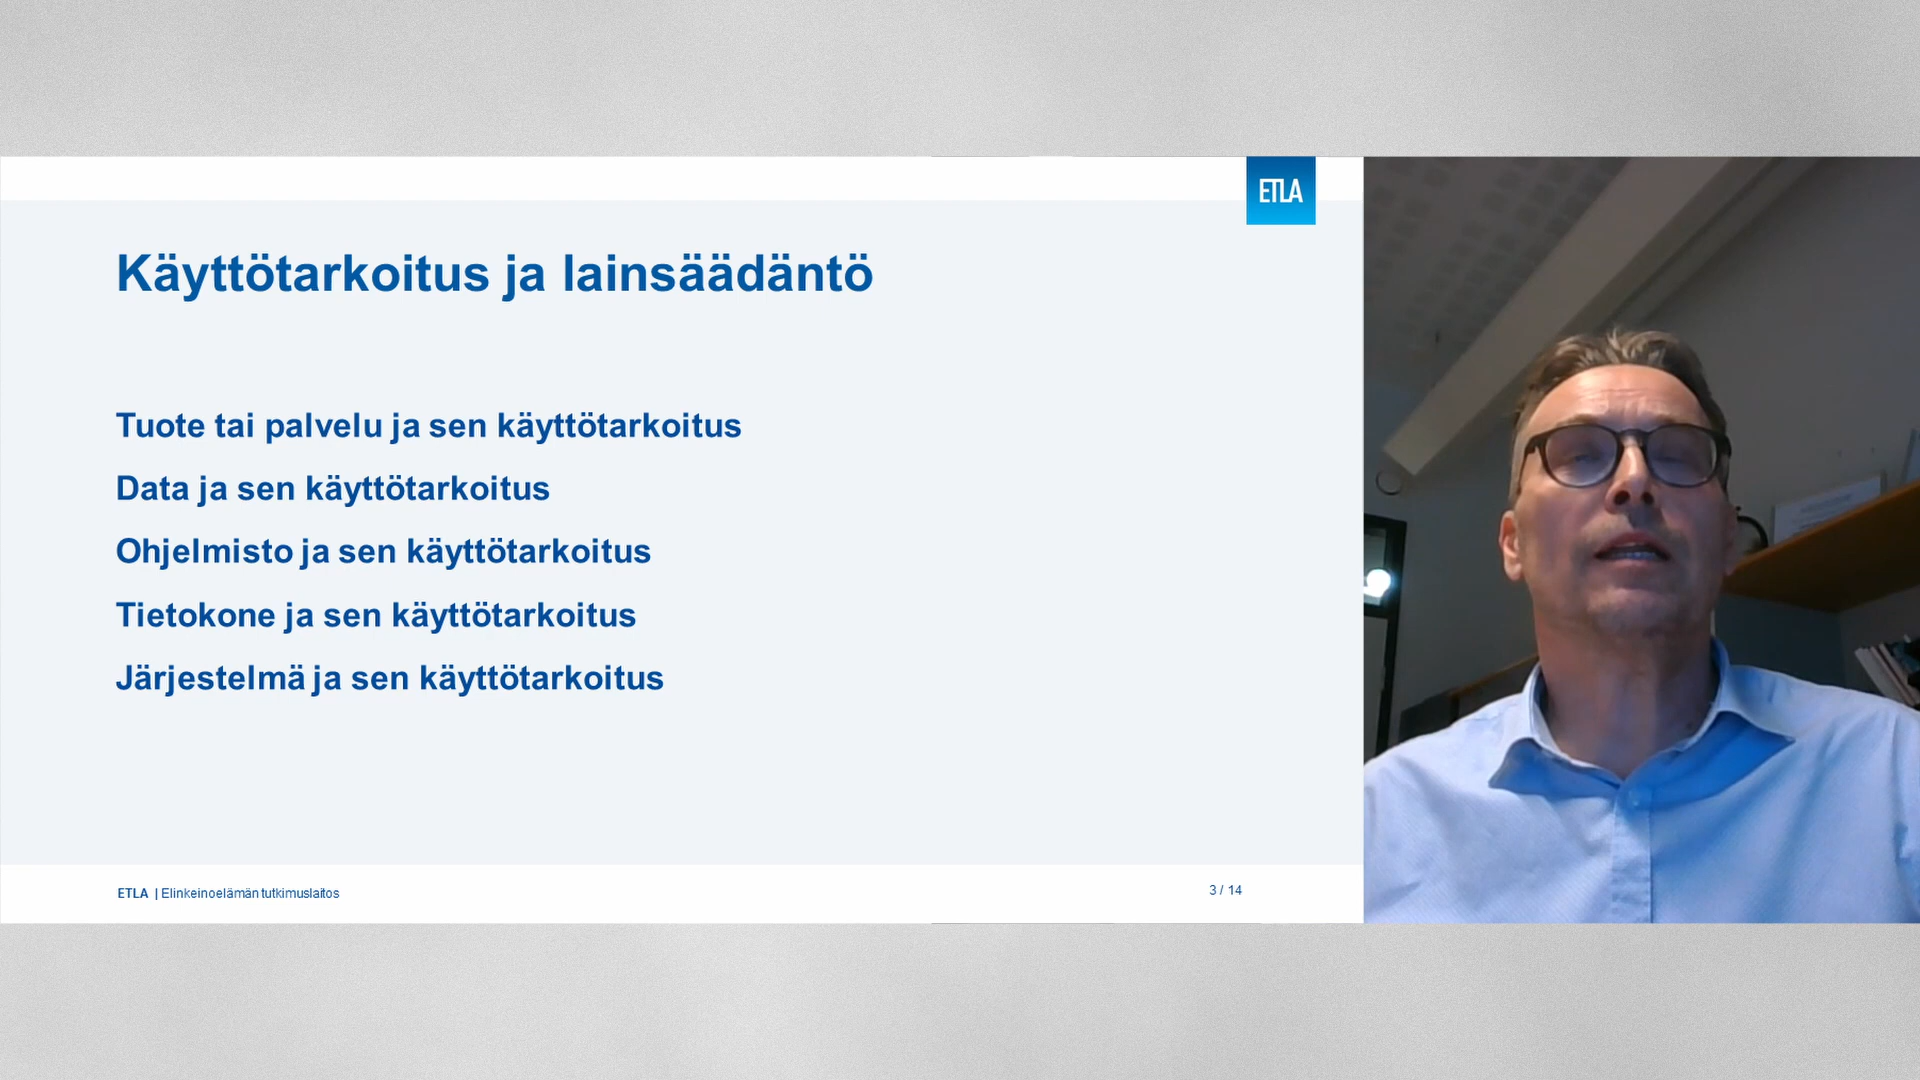 ETLA
Käyttötarkoitus ja lainsäädäntö
Tuote tai palvelu ja sen käyttötarkoitus
Data ja sen käyttötarkoitus
Ohjelmisto ja sen käyttötarkoitus
Tietokone ja sen käyttötarkoitus
Järjestelmä ja sen käyttötarkoitus
ETLA | Elinkeinoelämän tutkimuslaitos
3 / 14